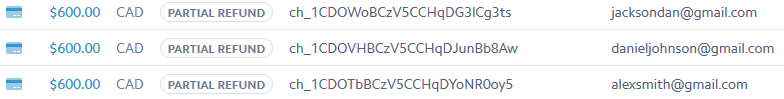 $600.00 CAD PARTIAL REFUND ch_1CDOWoBCzV5CCHqDG3lCg3ts jacksondan@gmail.com
$600.00 CAD PARTIAL REFUND ch_1CDOVHBCzV5CCHqDJunBb8Aw danieljohnson@gmail.com
$600.00 CAD PARTIAL REFUND ch_1CDOTbBCzV5CCHqDYoNR0oy5 alexsmith@gmail.com